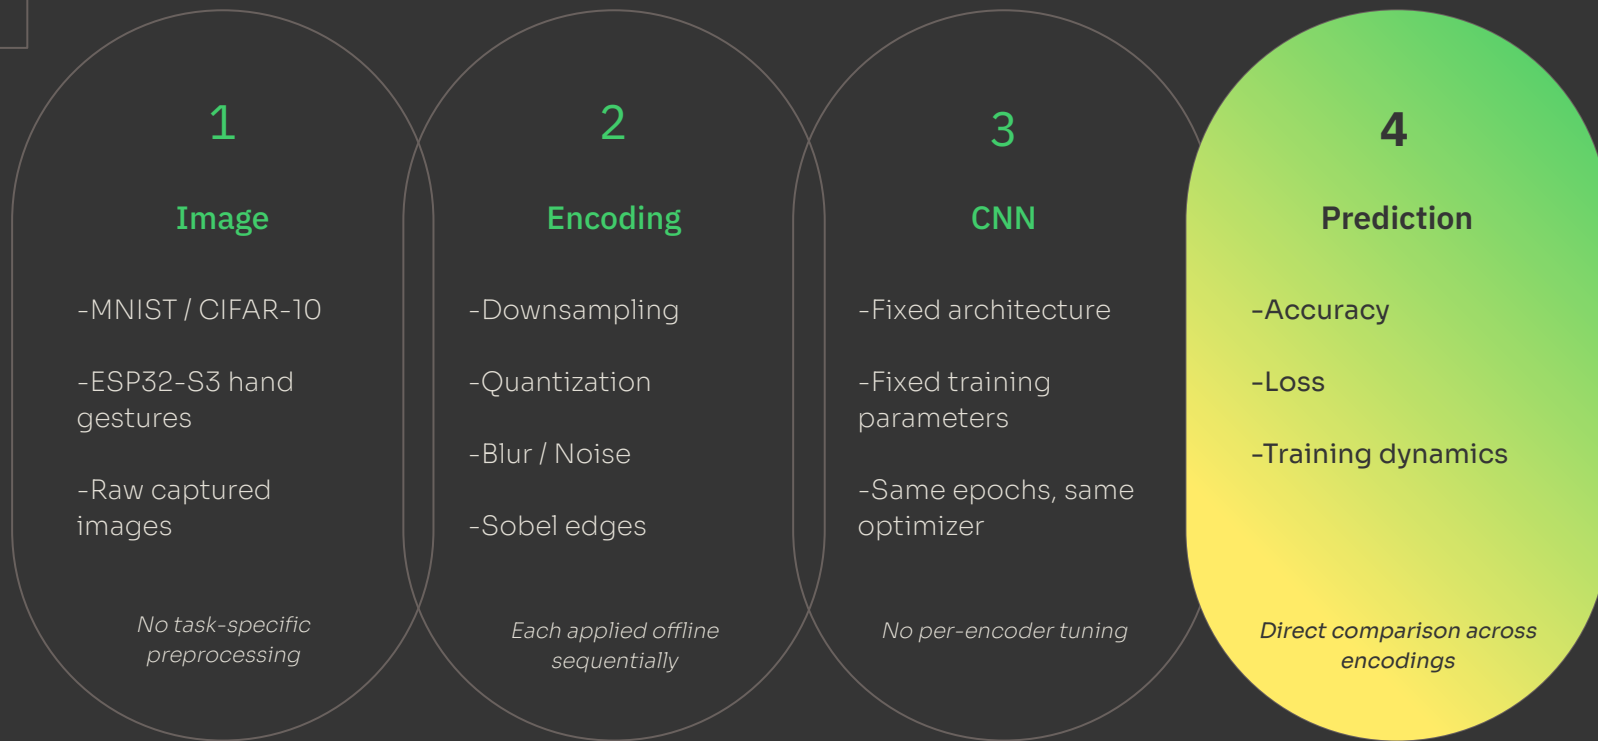 1
Image
-MNIST / CIFAR-10
-ESP32-S3 hand
gestures
-Raw captured
images
No task-specific
preprocessing
2
Encoding
-Downsampling
-Quantization
-Blur / Noise
-Sobel edges
Each applied offline
sequentially
3
CNN
-Fixed architecture
-Fixed training
parameters
-Same epochs, same
optimizer
No per-encoder tuning
4
Prediction
-Accuracy
-Loss
-Training dynamics
Direct comparison across
encodings